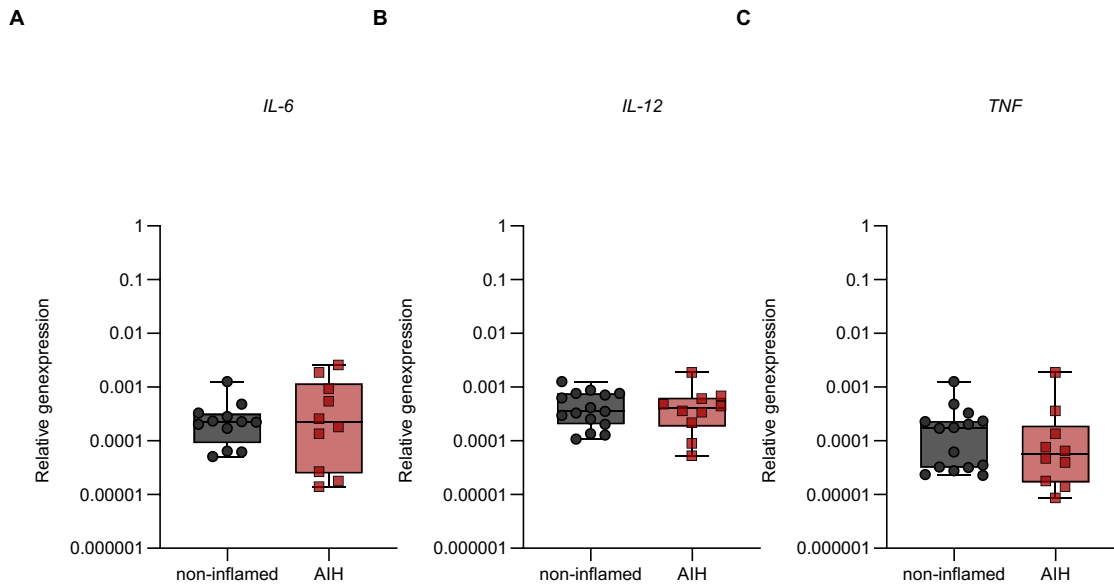 A
B
C
IL-6
IL-12
TNF
Relative genexpression
1
0.1
0.01
0.001
0.0001
0.00001
0.000001
non-inflamed
AIH
Relative genexpression
1
0.1
0.01
0.001
0.0001
0.00001
0.000001
non-inflamed
AIH
Relative genexpression
1
0.1
0.01
0.001
0.0001
0.00001
0.000001
non-inflamed
AIH